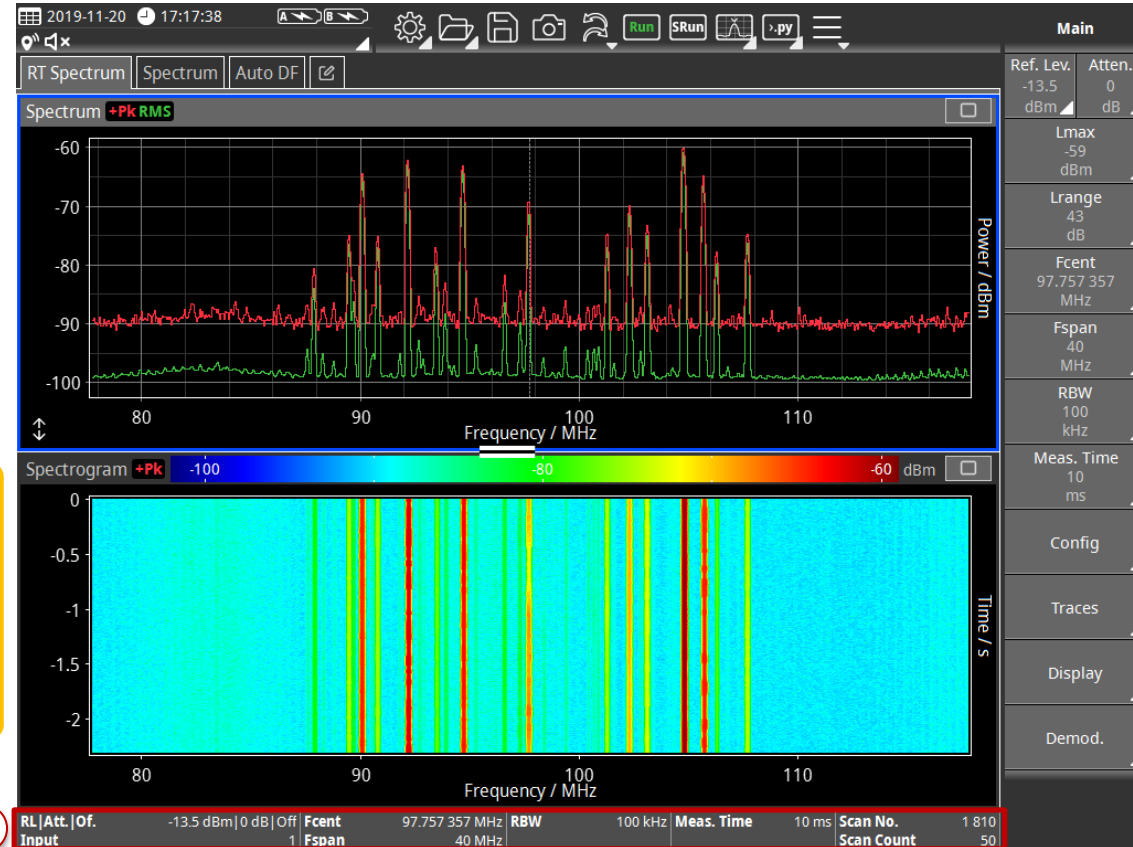 2019-11-20 17:17:38 A B Run SRun >.py Main
RT Spectrum Spectrum Auto DF
Ref. Lev. Atten.
-13.5 0
dBm dB
Spectrum +Pk RMS
-60
-70
-80
-90
-100
Power / dBm
80 90 100 110
Frequency / MHz
Lmax
-59
dBm
Lrange
43
dB
Fcent
97.757 357
MHz
Fspan
40
MHz
RBW
100
kHz
Meas. Time
10
ms
Config
Traces
Display
Demod.
Spectrogram +Pk -100 -80 -60 dBm
0
-0.5
-1
-1.5
-2
Time / s
80 90 100 110
Frequency / MHz
RL|Att.|Of. -13.5 dBm|0 dB|Off Fcent 97.757 357 MHz RBW 100 kHz Meas. Time 10 ms Scan No. 1 810
Input 1 Fspan 40 MHz Scan Count 50